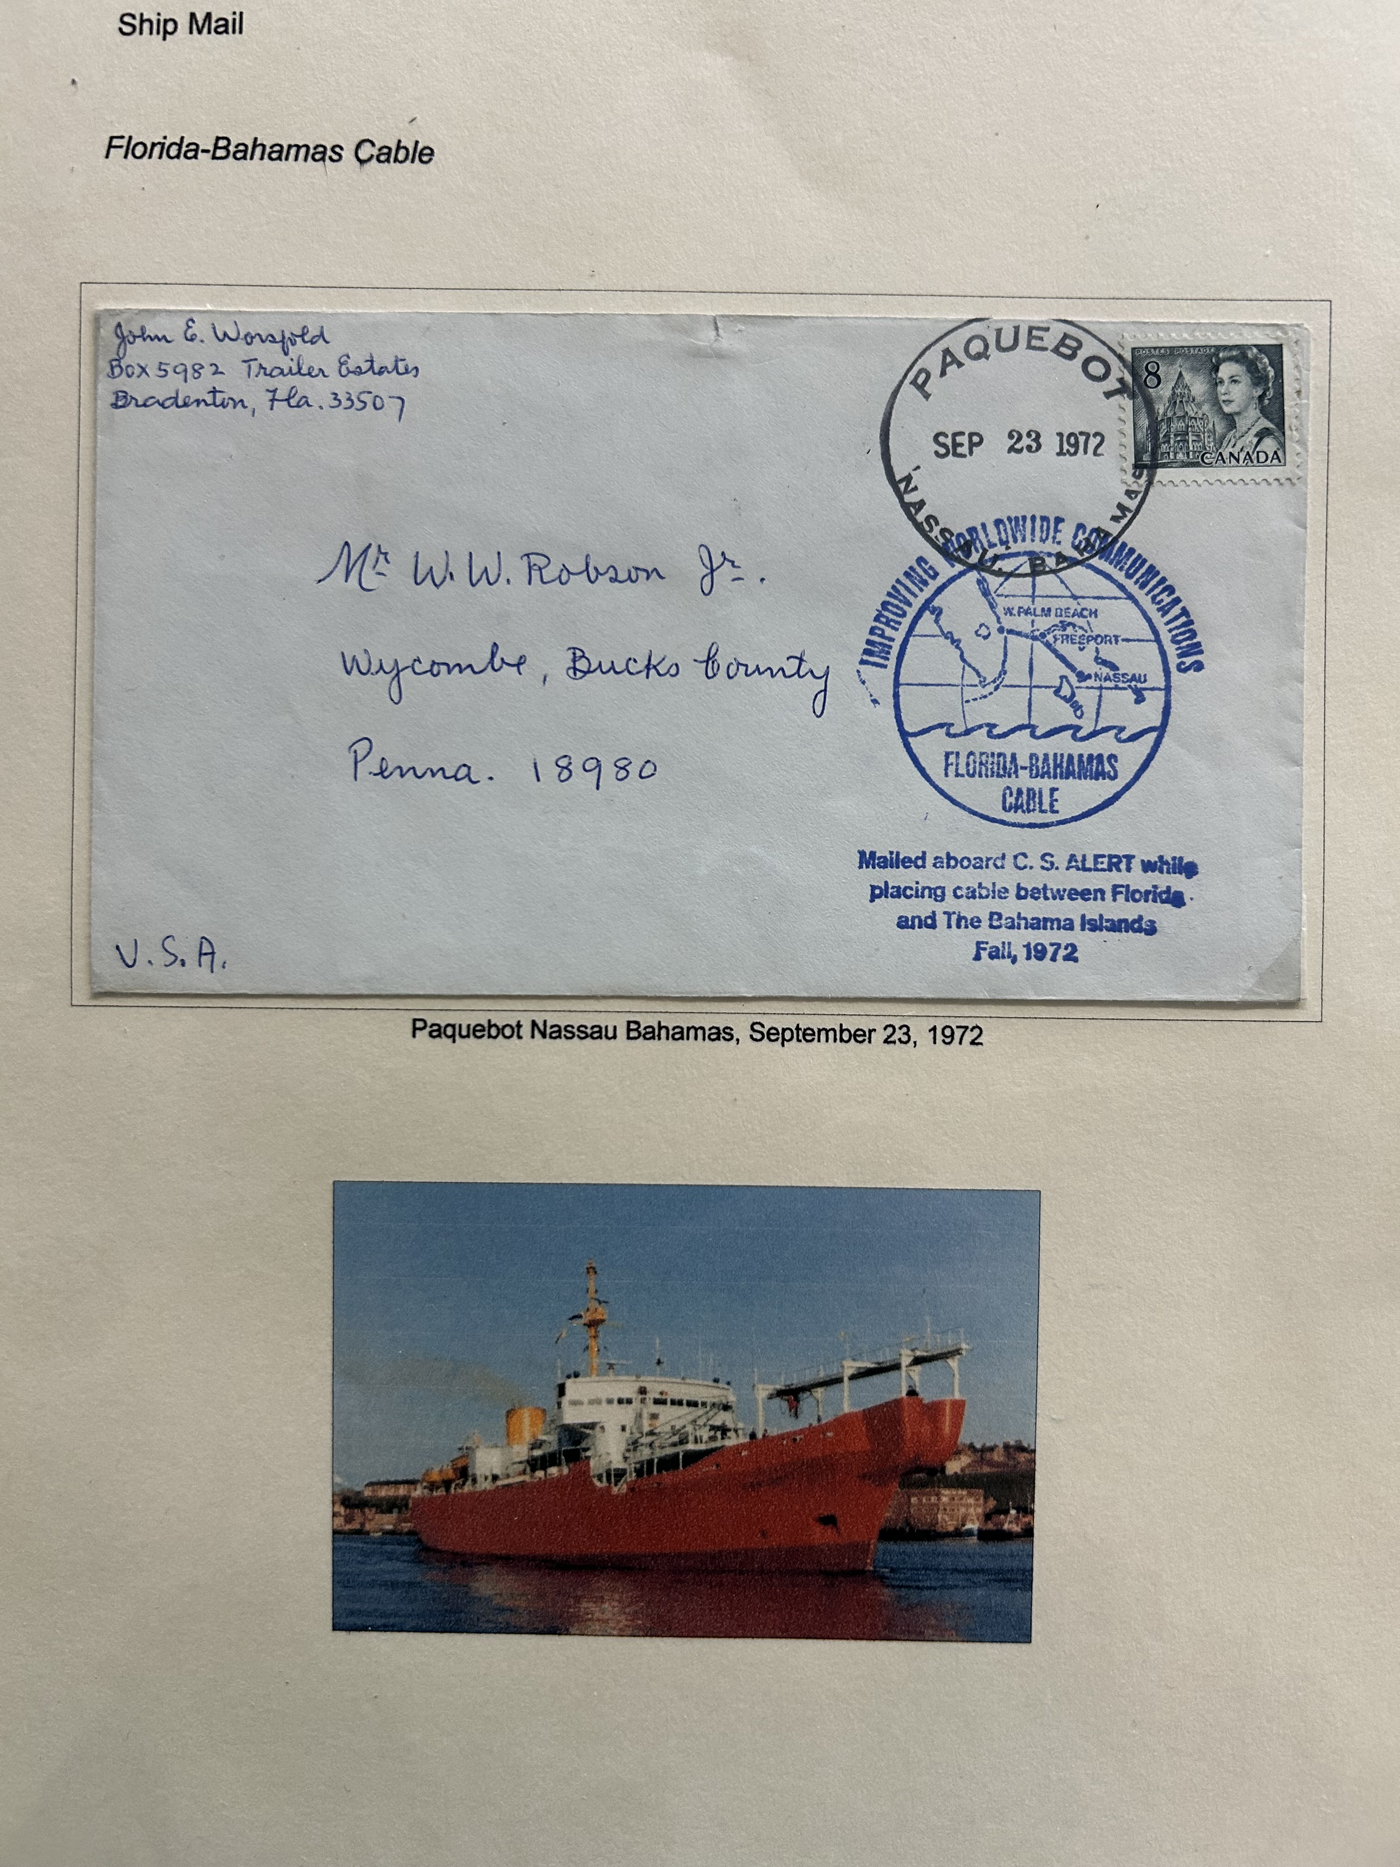 Ship Mail
Florida-Bahamas Cable
John E. Worsfold
Box 5982 Trailer Estates
Bradenton, Fla. 33507
PAQUEBOT
SEP 23 1972
NASSAU, BAHAMAS
POSTES POSTAGE
8
CANADA
Mr. W. W. Robson Jr.
Wycombe, Bucks County
Penna. 18980
U.S.A.
IMPROVING WORLDWIDE COMMUNICATIONS
W. PALM BEACH
FREEPORT
NASSAU
FLORIDA-BAHAMAS
CABLE
Mailed aboard C. S. ALERT while
placing cable between Florida
and The Bahama Islands
Fall, 1972
Paquebot Nassau Bahamas, September 23, 1972